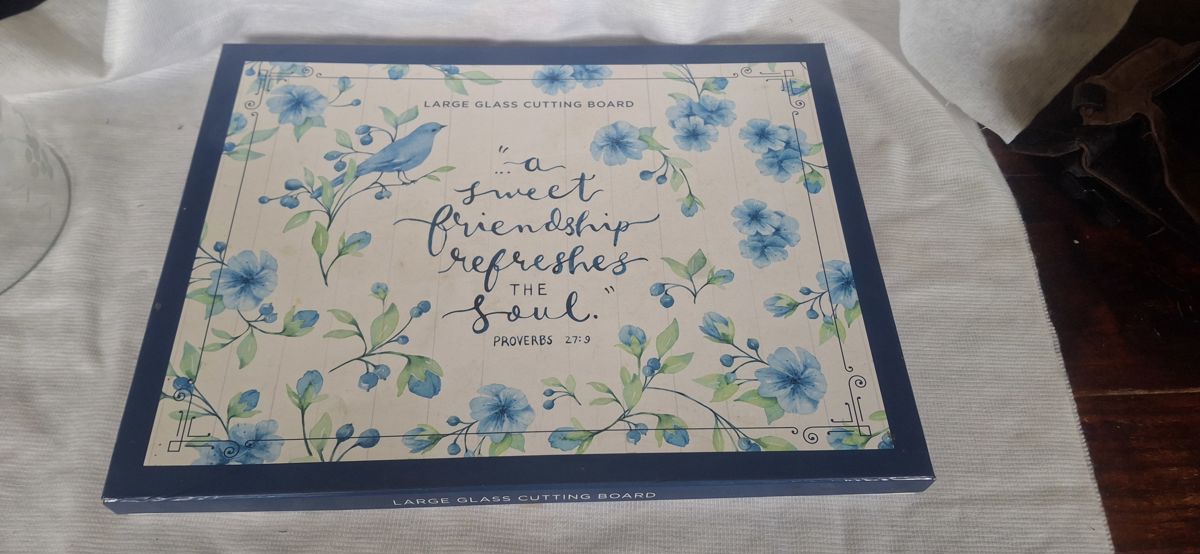 LARGE GLASS CUTTING BOARD
"...a
sweet
friendship
refreshes
THE
soul."
PROVERBS 27:9
LARGE GLASS CUTTING BOARD